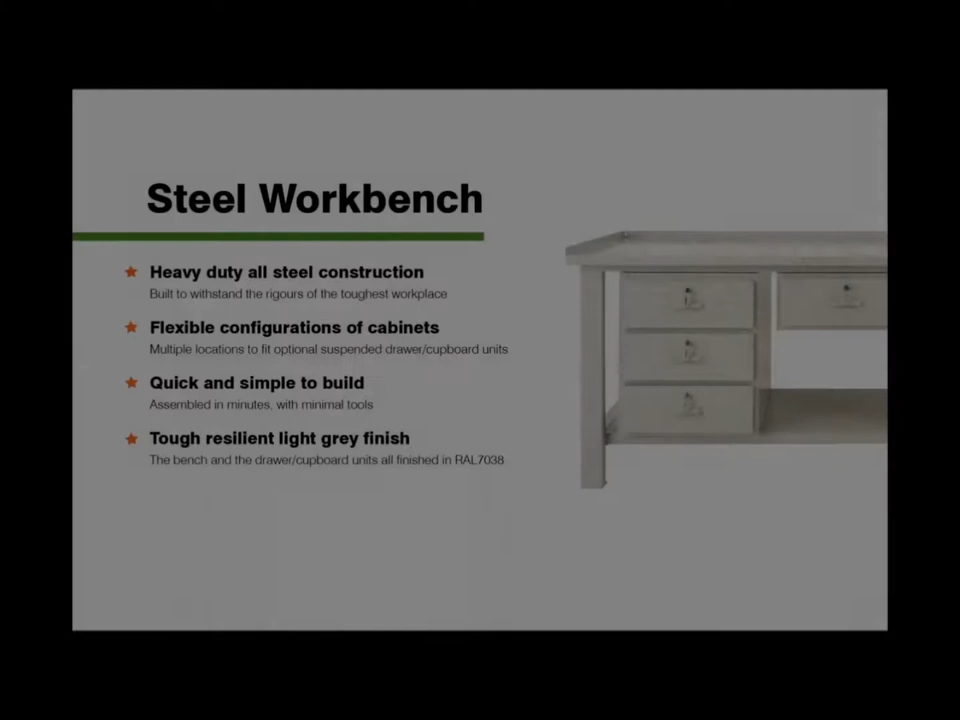 Steel Workbench
Heavy duty all steel construction
Built to withstand the rigours of the toughest workplace
Flexible configurations of cabinets
Multiple locations to fit optional suspended drawer/cupboard units
Quick and simple to build
Assembled in minutes, with minimal tools
Tough resilient light grey finish
The bench and the drawer/cupboard units all finished in RAL7038